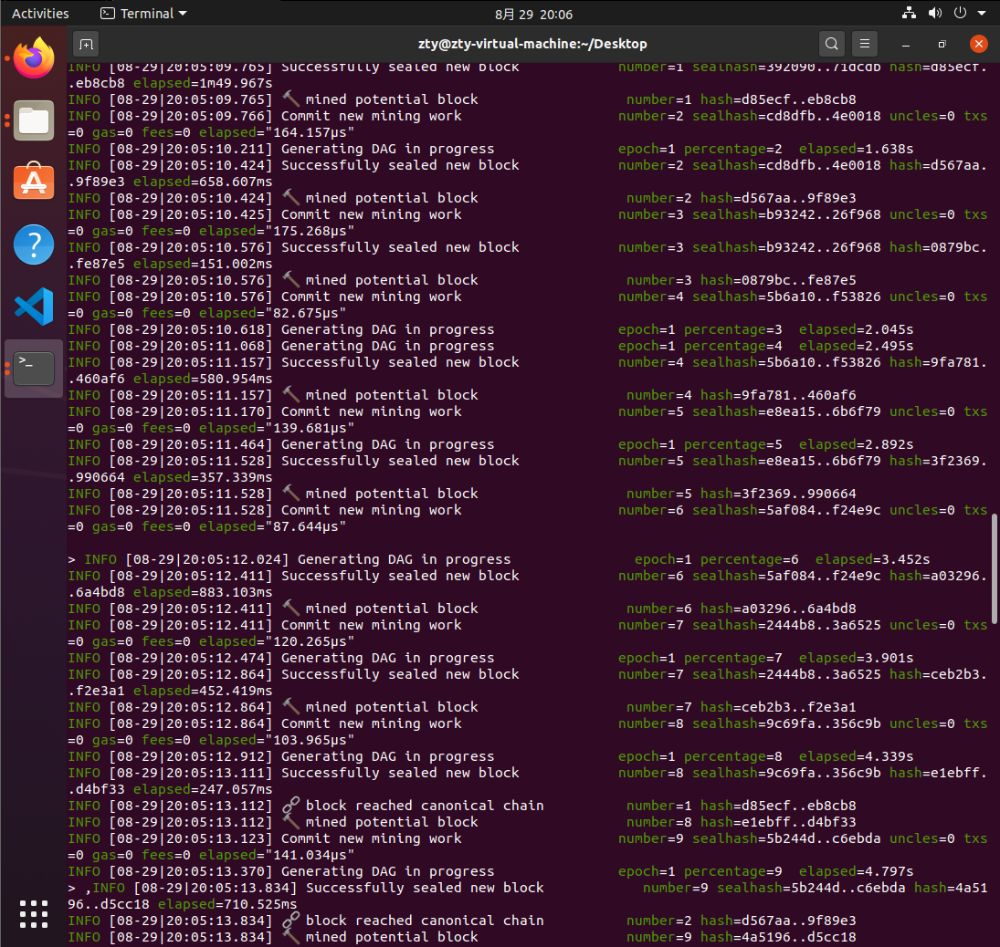 Activities
Terminal
8月 29 20:06
zty@zty-virtual-machine:~/Desktop
INFO [08-29|20:05:09.765] Successfully sealed new block number=1 sealhash=392090..71dcdb hash=d85ecf.
.eb8cb8 elapsed=1m49.967s
INFO [08-29|20:05:09.765] 🔨 mined potential block number=1 hash=d85ecf..eb8cb8
INFO [08-29|20:05:09.766] Commit new mining work number=2 sealhash=cd8dfb..4e0018 uncles=0 txs
=0 gas=0 fees=0 elapsed="164.157µs"
INFO [08-29|20:05:10.211] Generating DAG in progress epoch=1 percentage=2 elapsed=1.638s
INFO [08-29|20:05:10.424] Successfully sealed new block number=2 sealhash=cd8dfb..4e0018 hash=d567aa.
.9f89e3 elapsed=658.607ms
INFO [08-29|20:05:10.424] 🔨 mined potential block number=2 hash=d567aa..9f89e3
INFO [08-29|20:05:10.425] Commit new mining work number=3 sealhash=b93242..26f968 uncles=0 txs
=0 gas=0 fees=0 elapsed="175.268µs"
INFO [08-29|20:05:10.576] Successfully sealed new block number=3 sealhash=b93242..26f968 hash=0879bc.
.fe87e5 elapsed=151.002ms
INFO [08-29|20:05:10.576] 🔨 mined potential block number=3 hash=0879bc..fe87e5
INFO [08-29|20:05:10.576] Commit new mining work number=4 sealhash=5b6a10..f53826 uncles=0 txs
=0 gas=0 fees=0 elapsed="82.675µs"
INFO [08-29|20:05:10.618] Generating DAG in progress epoch=1 percentage=3 elapsed=2.045s
INFO [08-29|20:05:11.068] Generating DAG in progress epoch=1 percentage=4 elapsed=2.495s
INFO [08-29|20:05:11.157] Successfully sealed new block number=4 sealhash=5b6a10..f53826 hash=9fa781.
.460af6 elapsed=580.954ms
INFO [08-29|20:05:11.157] 🔨 mined potential block number=4 hash=9fa781..460af6
INFO [08-29|20:05:11.170] Commit new mining work number=5 sealhash=e8ea15..6b6f79 uncles=0 txs
=0 gas=0 fees=0 elapsed="139.681µs"
INFO [08-29|20:05:11.464] Generating DAG in progress epoch=1 percentage=5 elapsed=2.892s
INFO [08-29|20:05:11.528] Successfully sealed new block number=5 sealhash=e8ea15..6b6f79 hash=3f2369.
.990664 elapsed=357.339ms
INFO [08-29|20:05:11.528] 🔨 mined potential block number=5 hash=3f2369..990664
INFO [08-29|20:05:11.528] Commit new mining work number=6 sealhash=5af084..f24e9c uncles=0 txs
=0 gas=0 fees=0 elapsed="87.644µs"
> INFO [08-29|20:05:12.024] Generating DAG in progress epoch=1 percentage=6 elapsed=3.452s
INFO [08-29|20:05:12.411] Successfully sealed new block number=6 sealhash=5af084..f24e9c hash=a03296.
.6a4bd8 elapsed=883.103ms
INFO [08-29|20:05:12.411] 🔨 mined potential block number=6 hash=a03296..6a4bd8
INFO [08-29|20:05:12.411] Commit new mining work number=7 sealhash=2444b8..3a6525 uncles=0 txs
=0 gas=0 fees=0 elapsed="120.265µs"
INFO [08-29|20:05:12.474] Generating DAG in progress epoch=1 percentage=7 elapsed=3.901s
INFO [08-29|20:05:12.864] Successfully sealed new block number=7 sealhash=2444b8..3a6525 hash=ceb2b3.
.f2e3a1 elapsed=452.419ms
INFO [08-29|20:05:12.864] 🔨 mined potential block number=7 hash=ceb2b3..f2e3a1
INFO [08-29|20:05:12.864] Commit new mining work number=8 sealhash=9c69fa..356c9b uncles=0 txs
=0 gas=0 fees=0 elapsed="103.965µs"
INFO [08-29|20:05:12.912] Generating DAG in progress epoch=1 percentage=8 elapsed=4.339s
INFO [08-29|20:05:13.111] Successfully sealed new block number=8 sealhash=9c69fa..356c9b hash=e1ebff.
.d4bf33 elapsed=247.057ms
INFO [08-29|20:05:13.112] 🔗 block reached canonical chain number=1 hash=d85ecf..eb8cb8
INFO [08-29|20:05:13.112] 🔨 mined potential block number=8 hash=e1ebff..d4bf33
INFO [08-29|20:05:13.123] Commit new mining work number=9 sealhash=5b244d..c6ebda uncles=0 txs
=0 gas=0 fees=0 elapsed="141.034µs"
INFO [08-29|20:05:13.370] Generating DAG in progress epoch=1 percentage=9 elapsed=4.797s
> ,INFO [08-29|20:05:13.834] Successfully sealed new block number=9 sealhash=5b244d..c6ebda hash=4a51
96..d5cc18 elapsed=710.525ms
INFO [08-29|20:05:13.834] 🔗 block reached canonical chain number=2 hash=d567aa..9f89e3
INFO [08-29|20:05:13.834] 🔨 mined potential block number=9 hash=4a5196..d5cc18